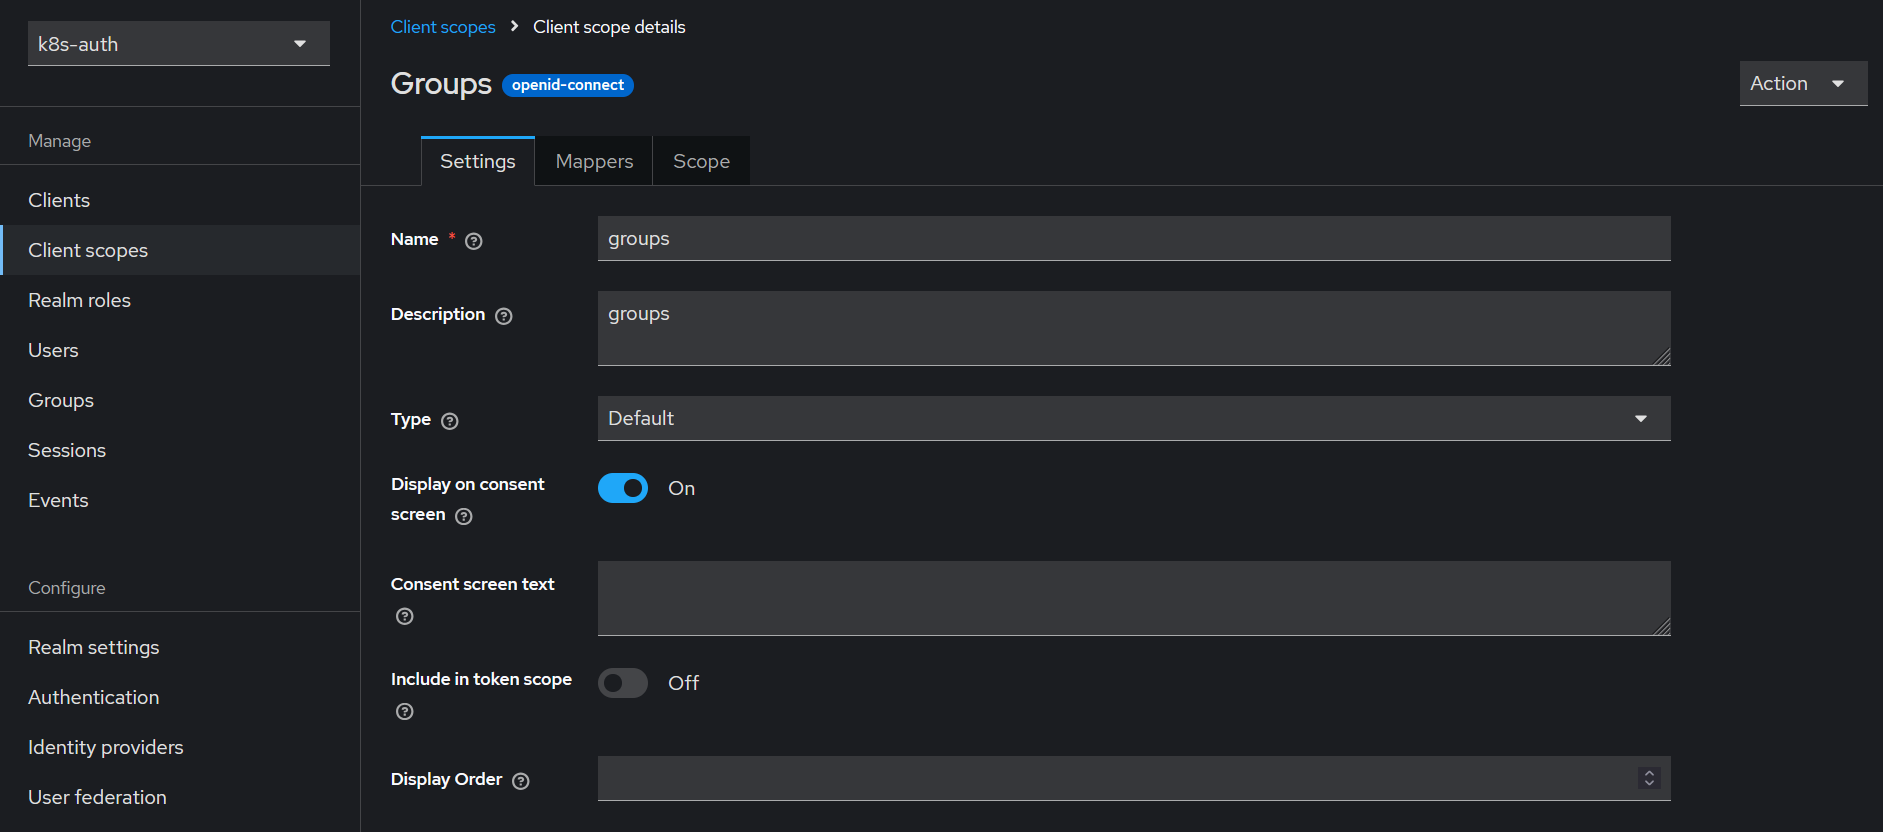 k8s-auth
Manage
Clients
Client scopes
Realm roles
Users
Groups
Sessions
Events
Configure
Realm settings
Authentication
Identity providers
User federation
Client scopes > Client scope details
Groups openid-connect
Action
Settings Mappers Scope
Name * groups
Description groups
Type Default
Display on consent
screen
On
Consent screen text
Include in token scope Off
Display Order